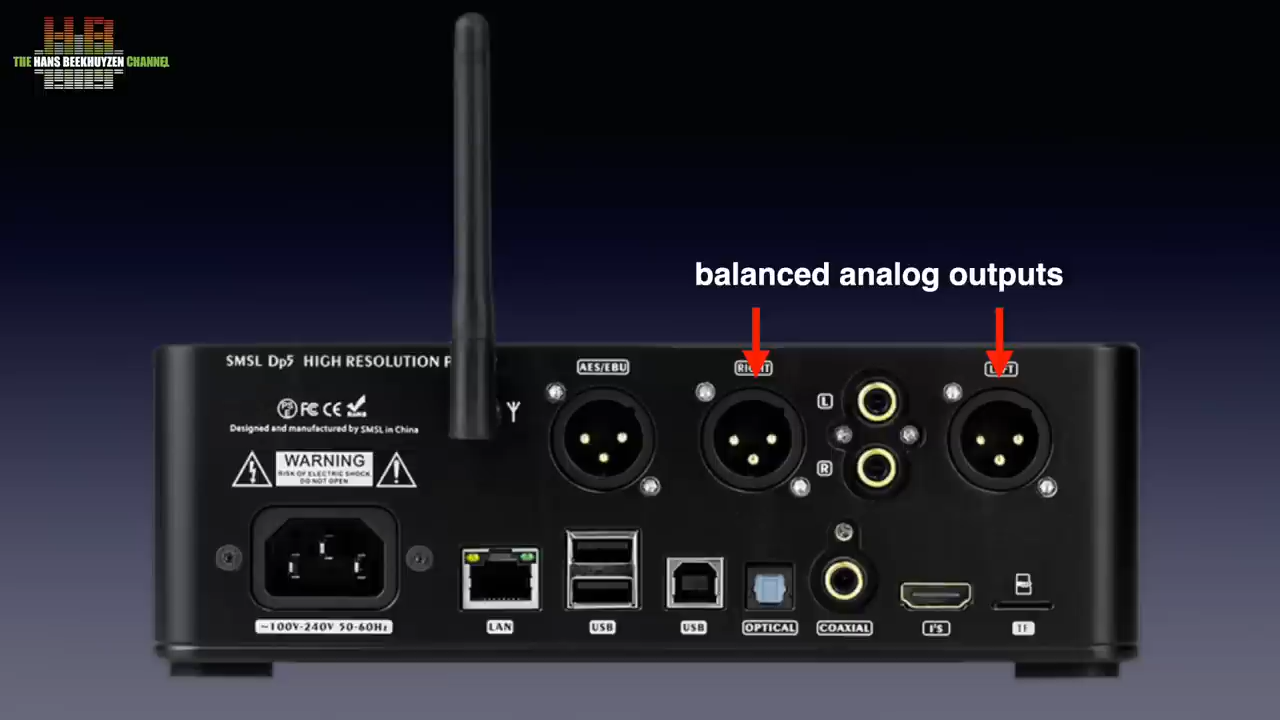 THE HANS BEEKHUYZEN CHANNEL
balanced analog outputs
SMSL Dp5 HIGH RESOLUTION
AES/EBU
RIGHT
LEFT
FC CE
Designed and manufactured by SMSL in China
L
R
WARNING
RISK OF ELECTRIC SHOCK
DO NOT OPEN
~100V-240V 50-60Hz
LAN
USB
USB
OPTICAL
COAXIAL
I²S
TF